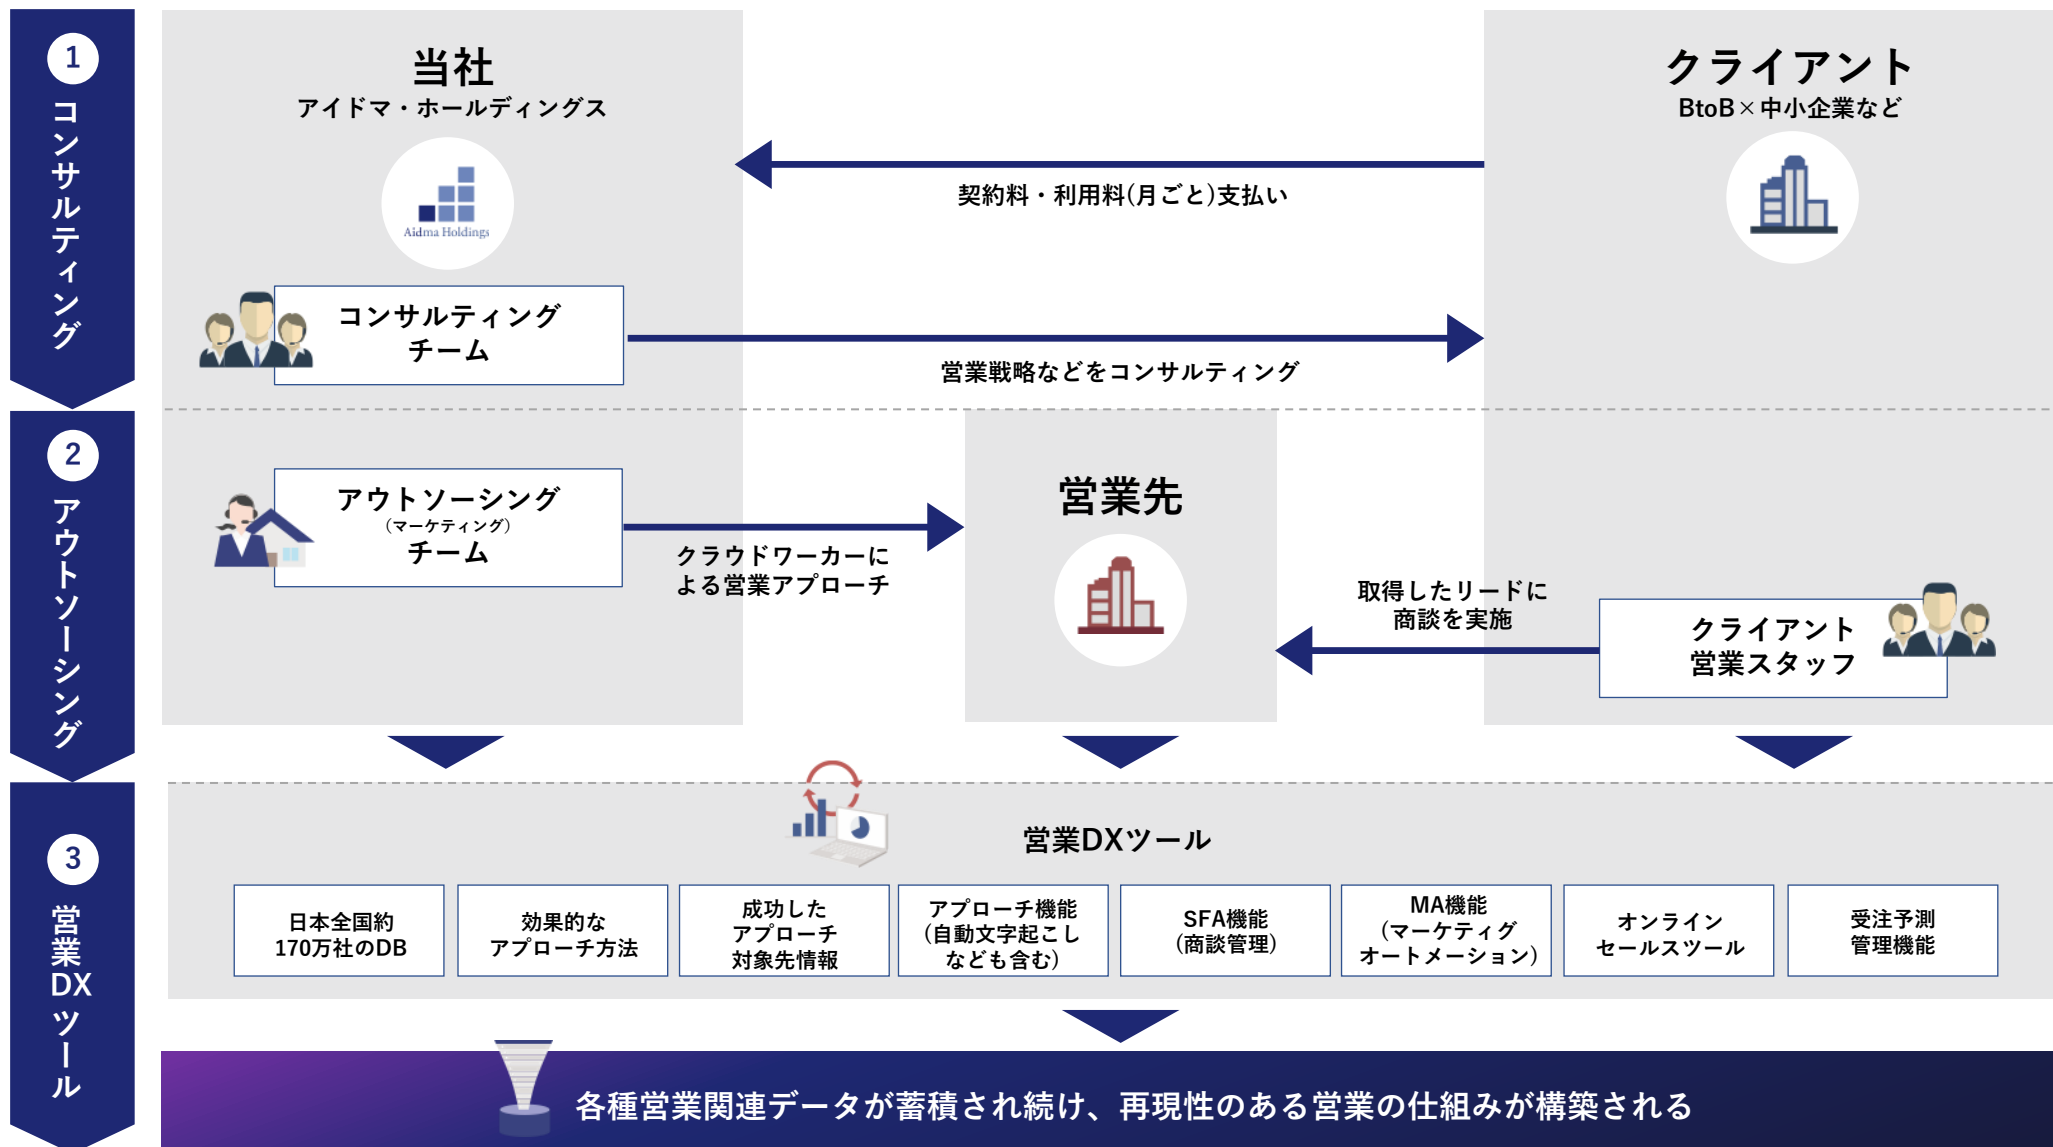 1
コンサルティング
当社
アイドマ・ホールディングス
Aidma Holdings
クライアント
BtoB×中小企業など
契約料・利用料(月ごと)支払い
コンサルティング
チーム
営業戦略などをコンサルティング
2
アウトソーシング
アウトソーシング
（マーケティング）
チーム
クラウドワーカーに
よる営業アプローチ
営業先
取得したリードに
商談を実施
クライアント
営業スタッフ
3
営業DXツール
営業DXツール
日本全国約
170万社のDB
効果的な
アプローチ方法
成功した
アプローチ
対象先情報
アプローチ機能
(自動文字起こし
なども含む)
SFA機能
(商談管理)
MA機能
(マーケティグ
オートメーション)
オンライン
セールスツール
受注予測
管理機能
各種営業関連データが蓄積され続け、再現性のある営業の仕組みが構築される